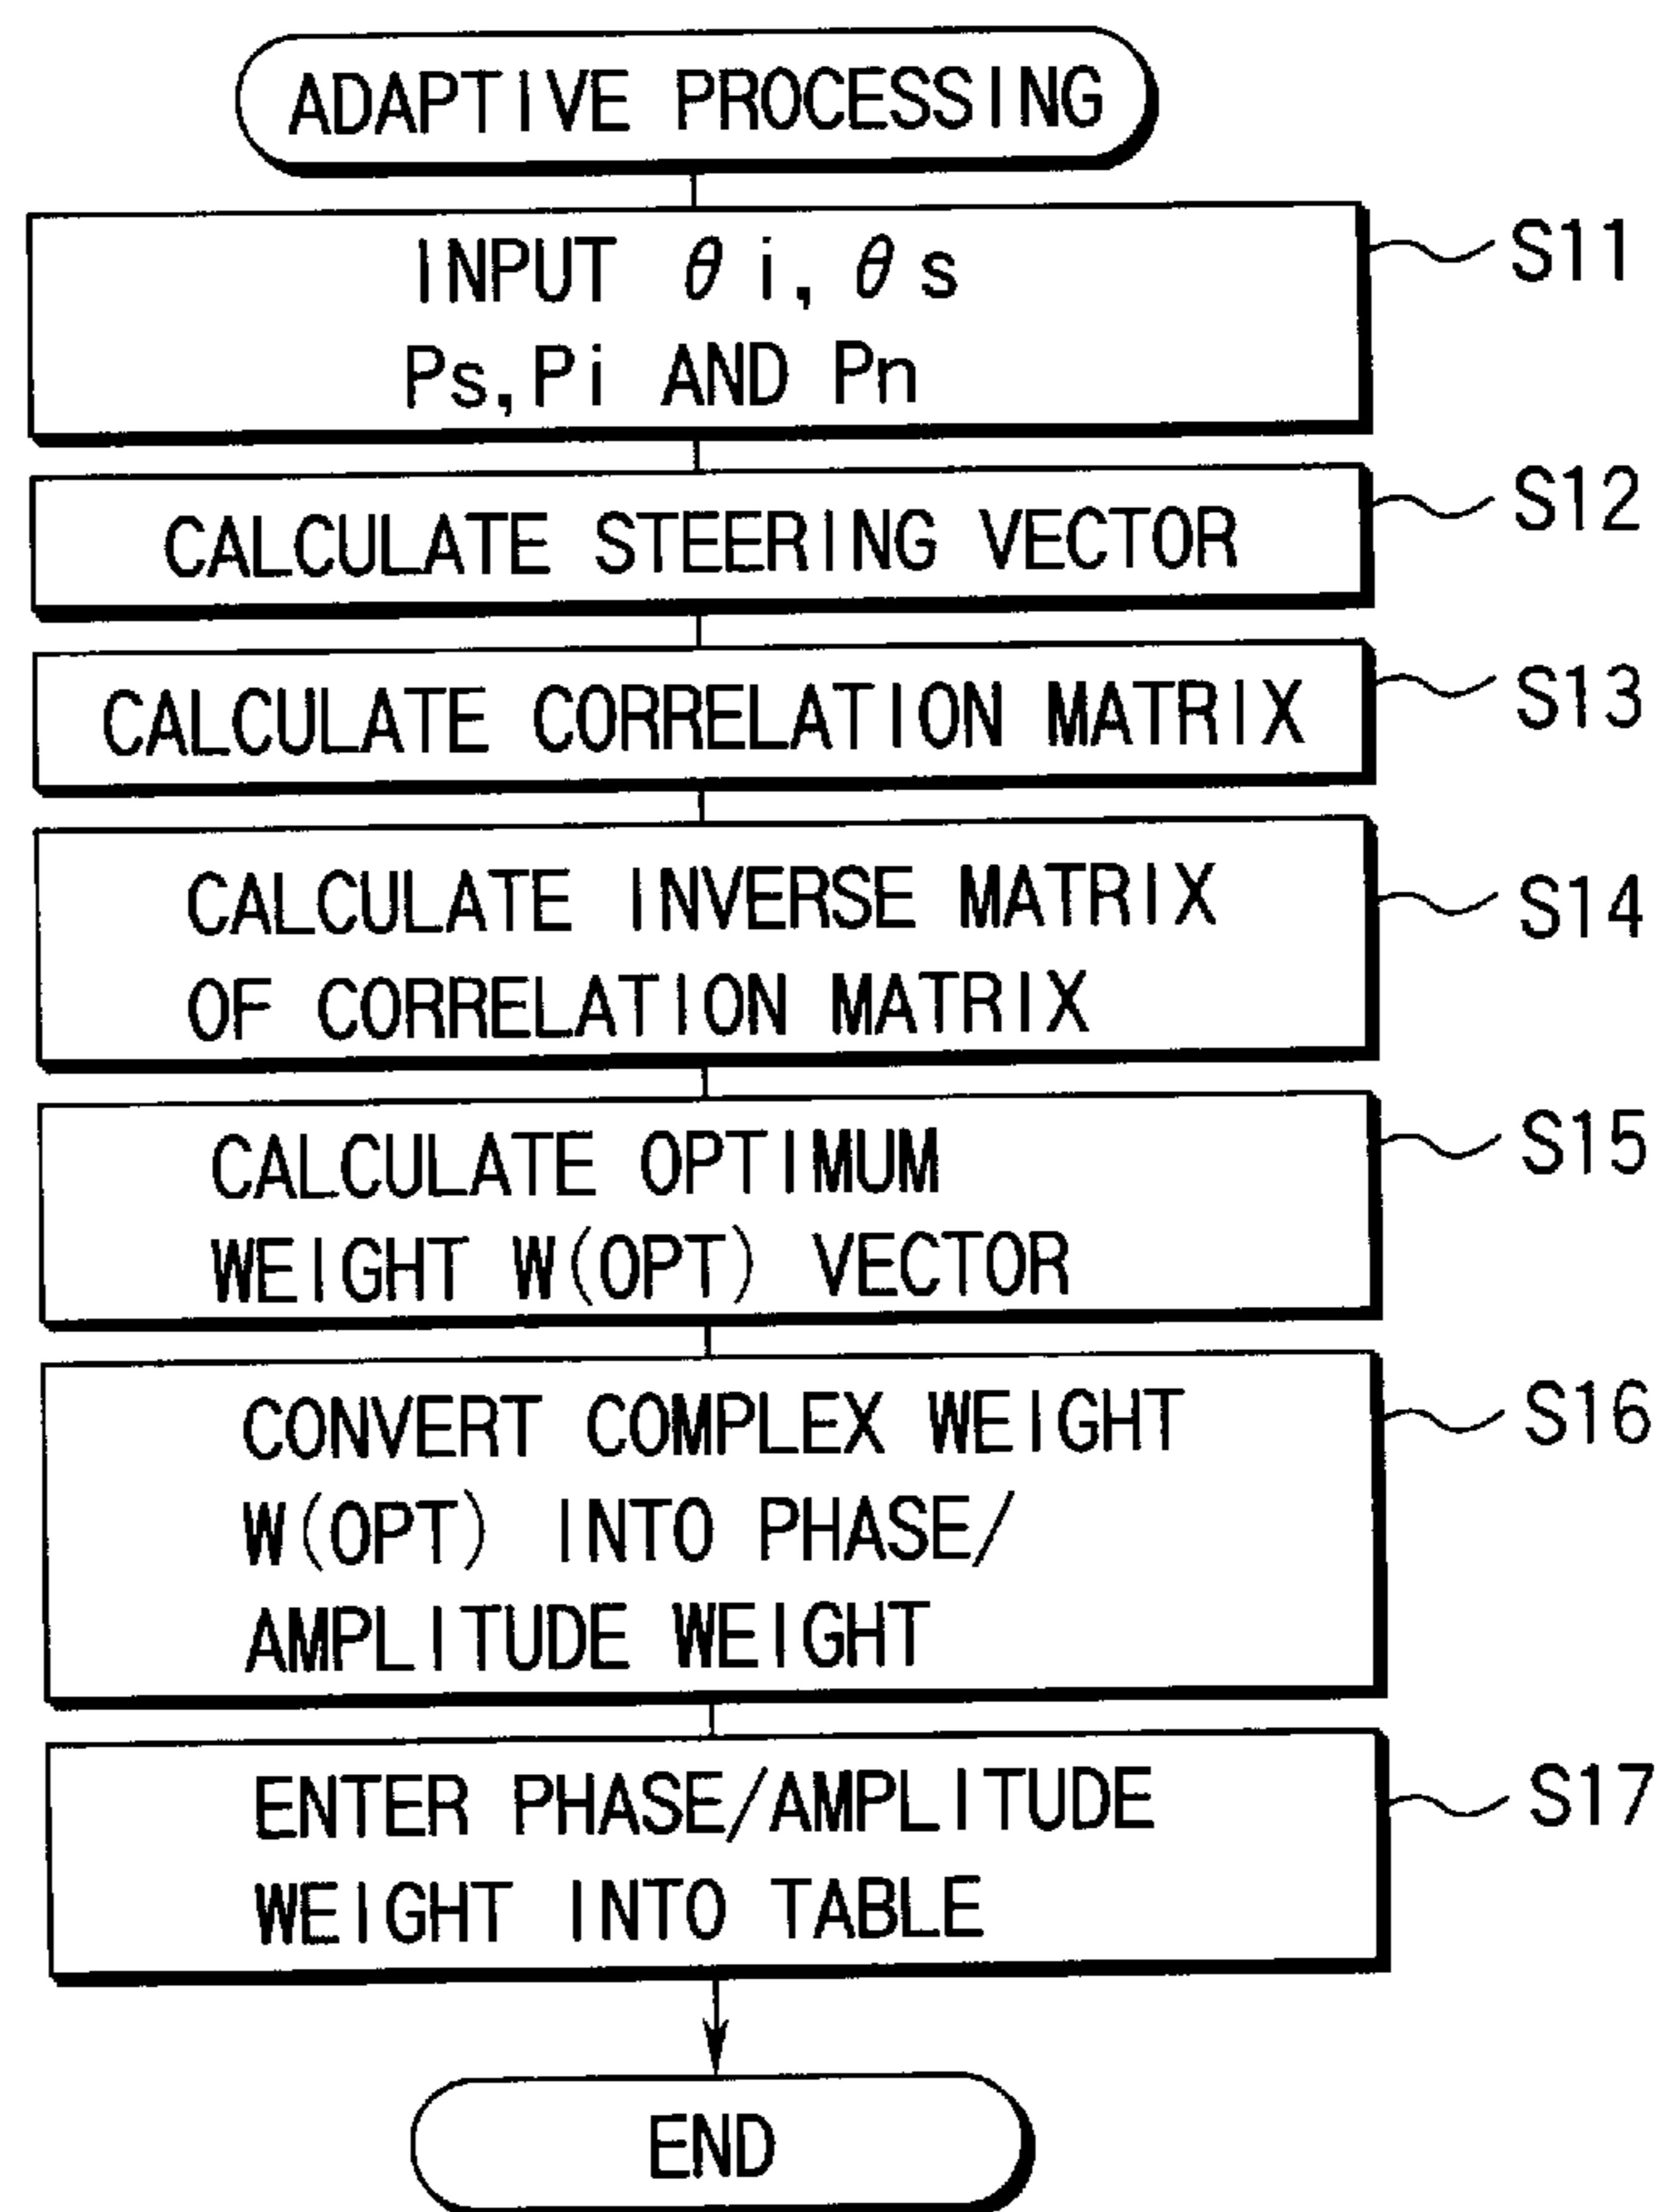 ADAPTIVE PROCESSING
INPUT θi, θs
Ps, Pi AND Pn
S11
CALCULATE STEERING VECTOR
S12
CALCULATE CORRELATION MATRIX
S13
CALCULATE INVERSE MATRIX
OF CORRELATION MATRIX
S14
CALCULATE OPTIMUM
WEIGHT W(OPT) VECTOR
S15
CONVERT COMPLEX WEIGHT
W(OPT) INTO PHASE/
AMPLITUDE WEIGHT
S16
ENTER PHASE/AMPLITUDE
WEIGHT INTO TABLE
S17
END